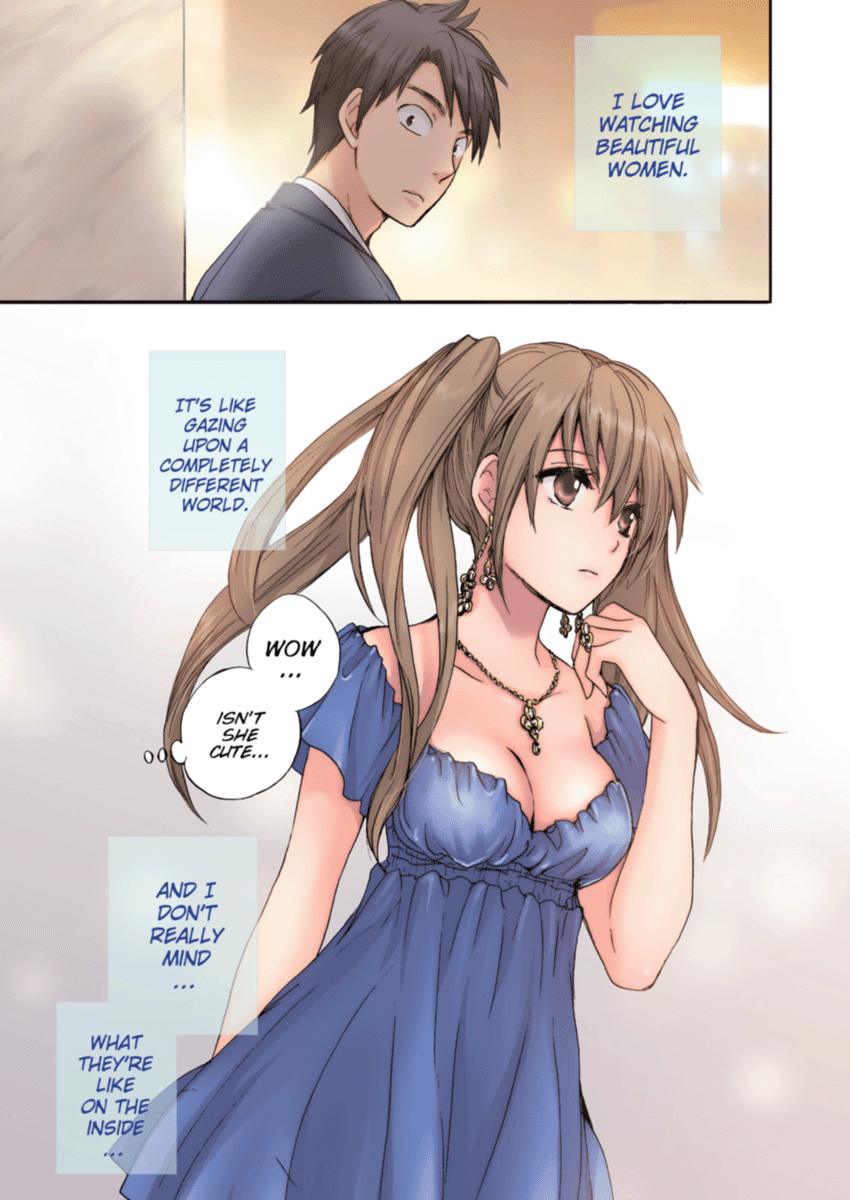 I LOVE
WATCHING
BEAUTIFUL
WOMEN.
IT'S LIKE
GAZING
UPON A
COMPLETELY
DIFFERENT
WORLD.
WOW
...
ISN'T
SHE
CUTE...
AND I
DON'T
REALLY
MIND
...
WHAT
THEY'RE
LIKE
ON THE
INSIDE
...